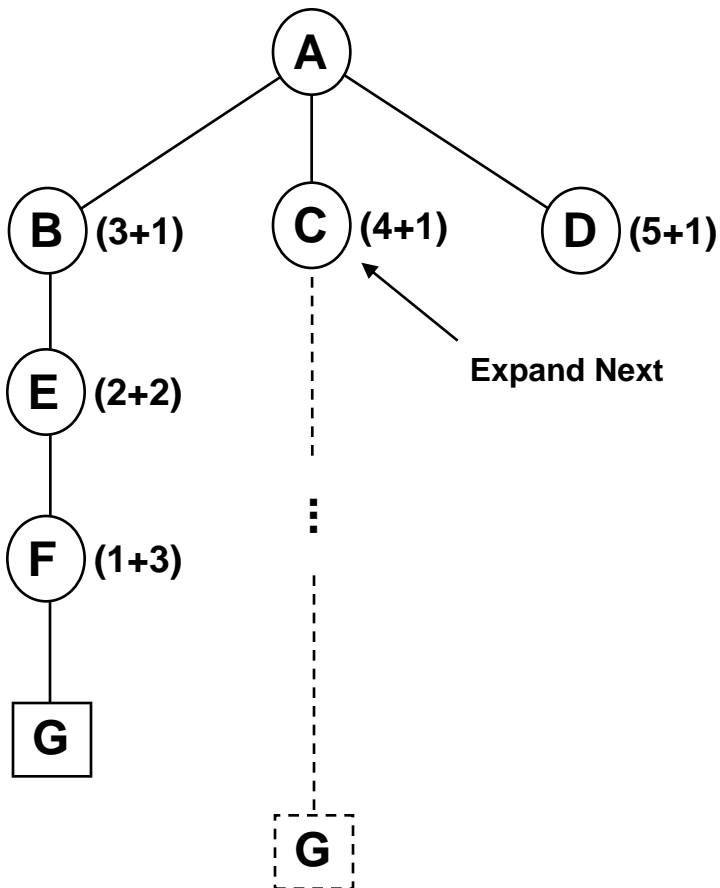 A
B (3+1) C (4+1) D (5+1)
Expand Next
E (2+2)
⋮
F (1+3)
G
G